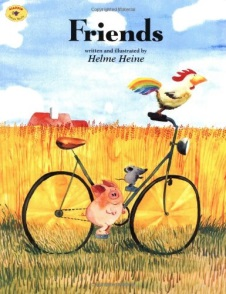 Friends
written and illustrated by
Helme Heine